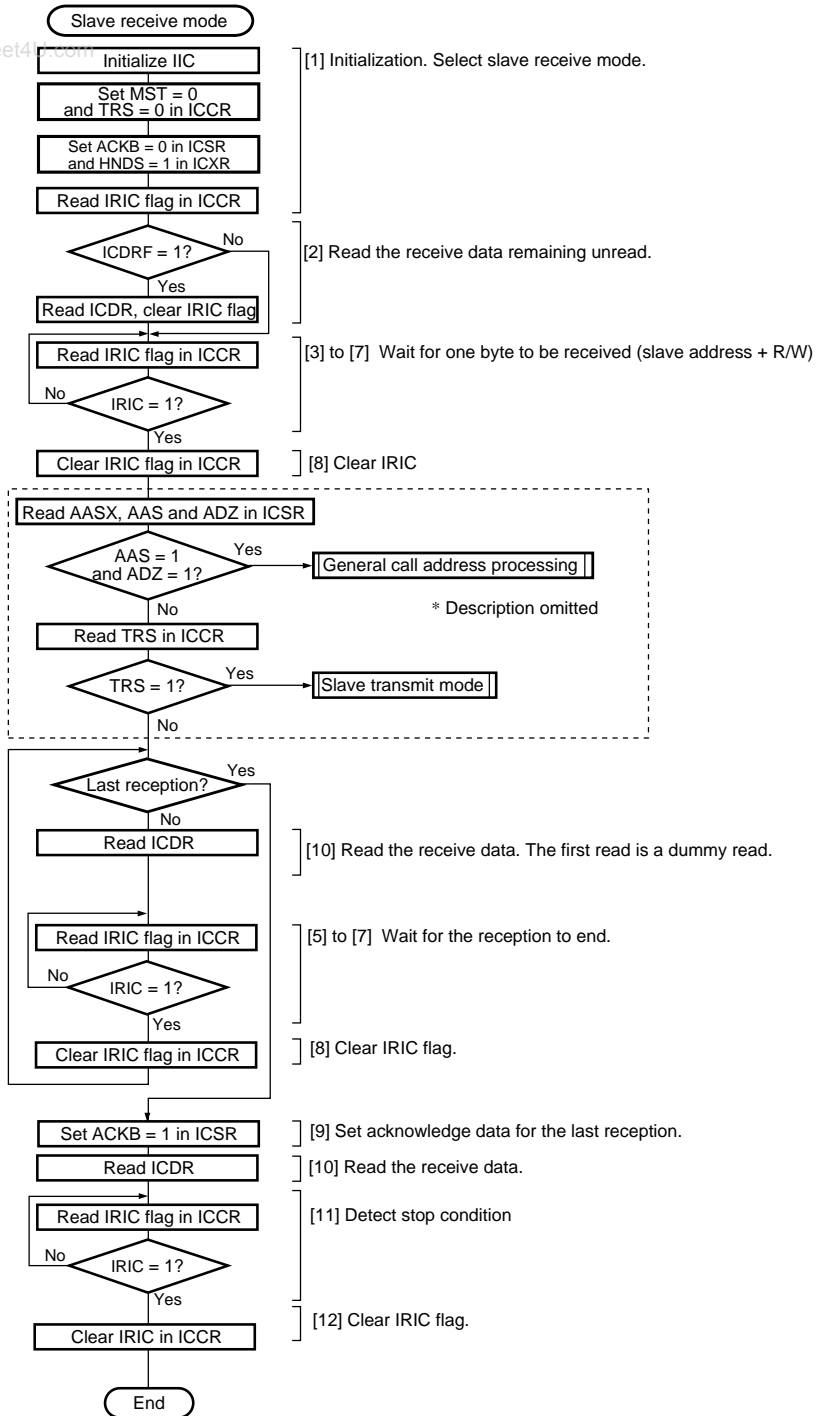 Slave receive mode
et4U.com
Initialize IIC
[1] Initialization. Select slave receive mode.
Set MST = 0
and TRS = 0 in ICCR
Set ACKB = 0 in ICSR
and HNDS = 1 in ICXR
Read IRIC flag in ICCR
ICDRF = 1?
No
[2] Read the receive data remaining unread.
Yes
Read ICDR, clear IRIC flag
Read IRIC flag in ICCR
[3] to [7] Wait for one byte to be received (slave address + R/W)
No
IRIC = 1?
Yes
Clear IRIC flag in ICCR
[8] Clear IRIC
Read AASX, AAS and ADZ in ICSR
AAS = 1
and ADZ = 1?
Yes
General call address processing
No
* Description omitted
Read TRS in ICCR
TRS = 1?
Yes
Slave transmit mode
No
Last reception?
Yes
No
Read ICDR
[10] Read the receive data. The first read is a dummy read.
Read IRIC flag in ICCR
[5] to [7] Wait for the reception to end.
No
IRIC = 1?
Yes
Clear IRIC flag in ICCR
[8] Clear IRIC flag.
Set ACKB = 1 in ICSR
[9] Set acknowledge data for the last reception.
Read ICDR
[10] Read the receive data.
Read IRIC flag in ICCR
[11] Detect stop condition
No
IRIC = 1?
Yes
Clear IRIC in ICCR
[12] Clear IRIC flag.
End